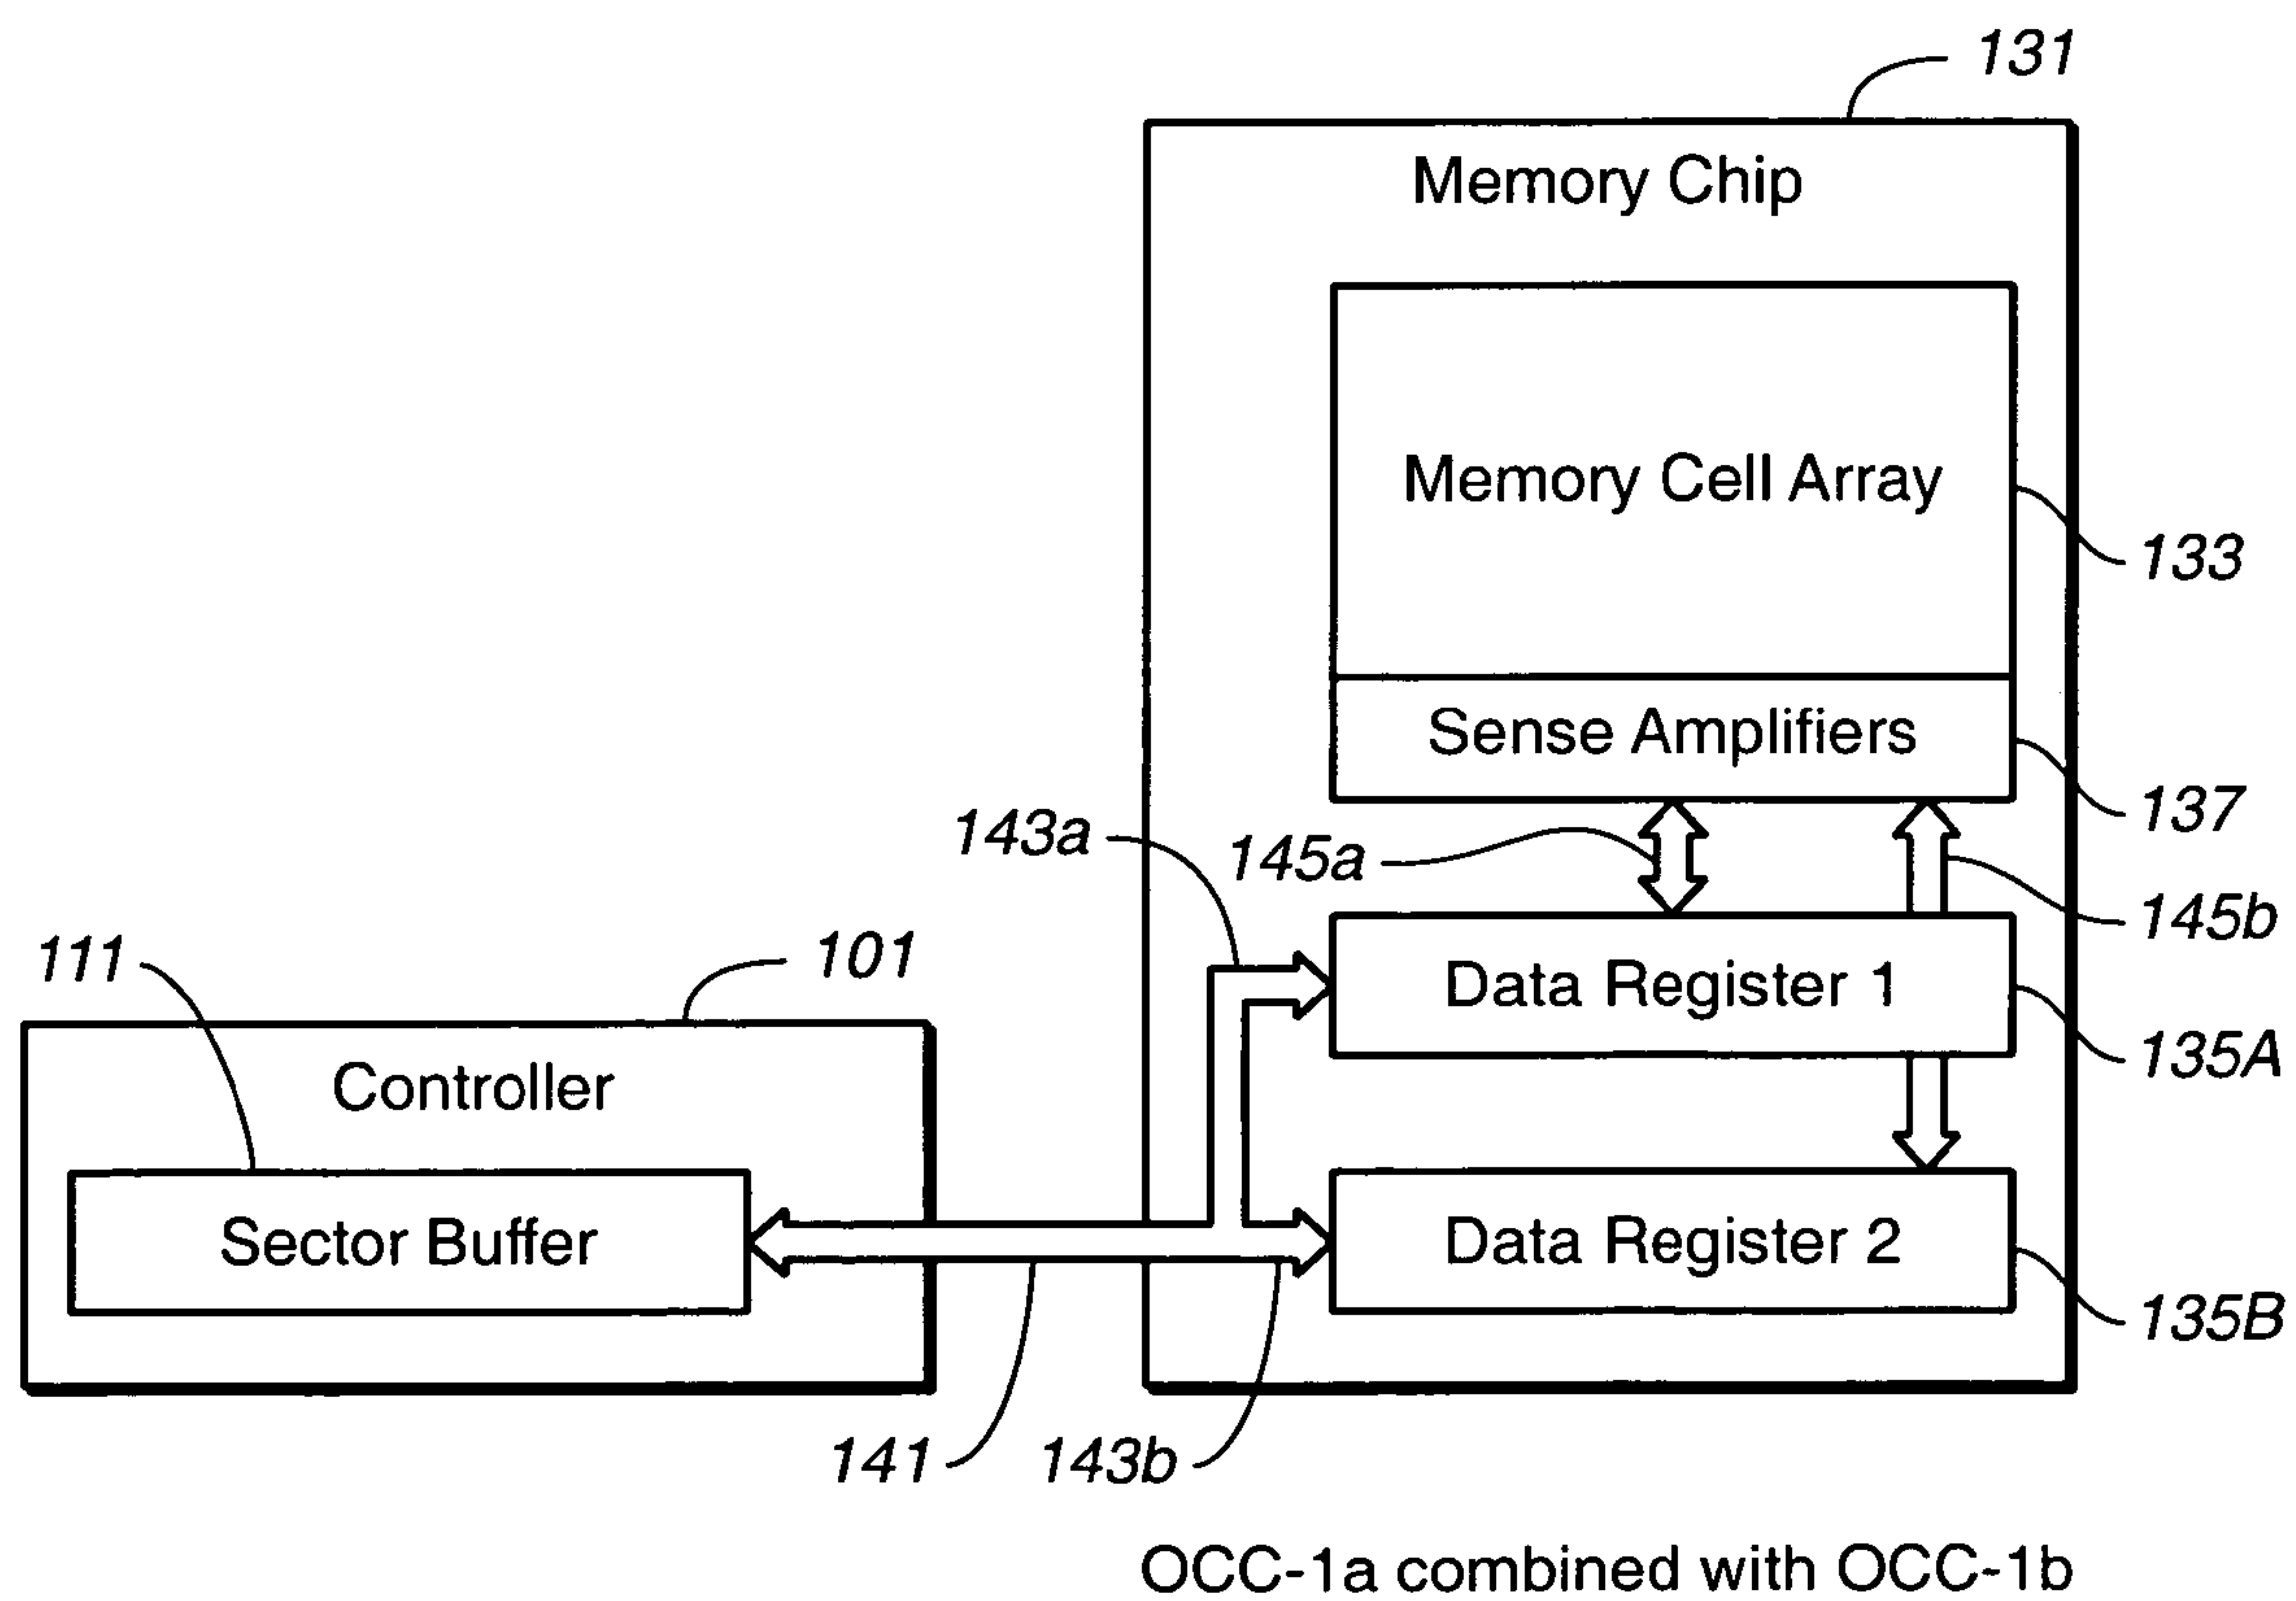 131
Memory Chip
Memory Cell Array
133
Sense Amplifiers
137
143a
145a
145b
111
101
Data Register 1
135A
Controller
Sector Buffer
Data Register 2
135B
141
143b
OCC-1a combined with OCC-1b